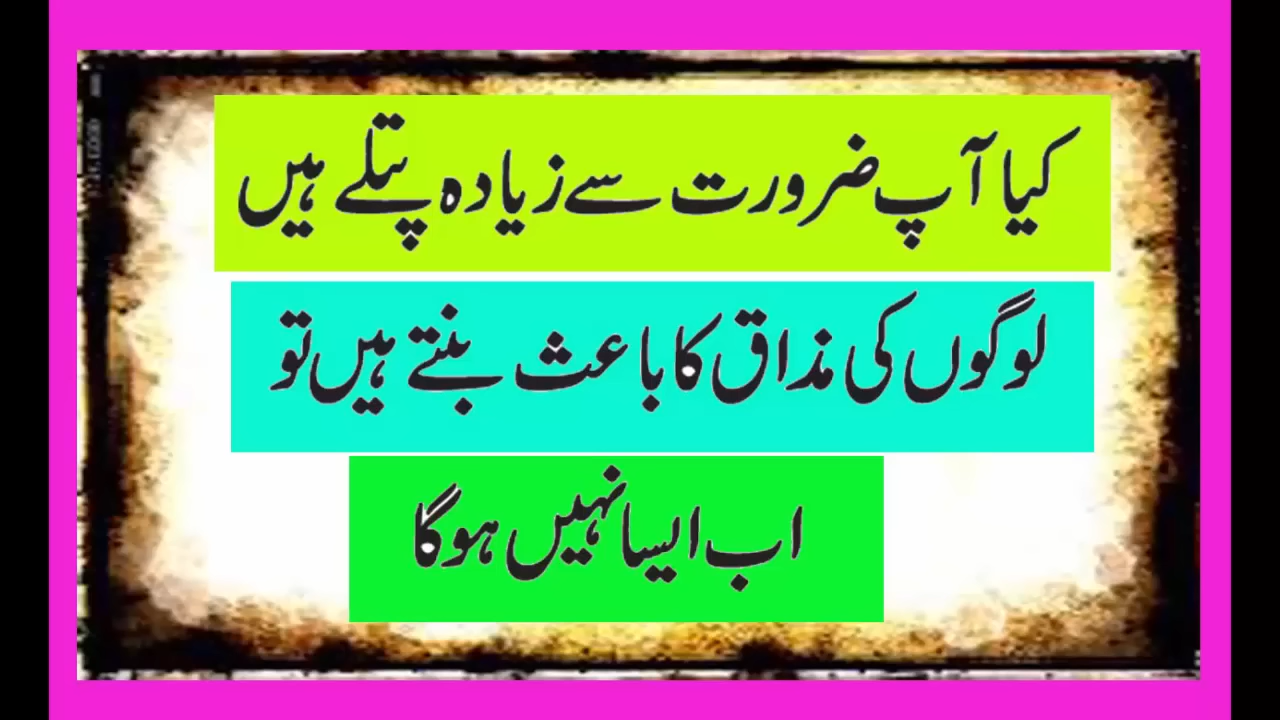 کیا آپ ضرورت سے زیادہ پتلے ہیں
لوگوں کی مذاق کا باعث بنتے ہیں تو
اب ایسا نہیں ہوگا